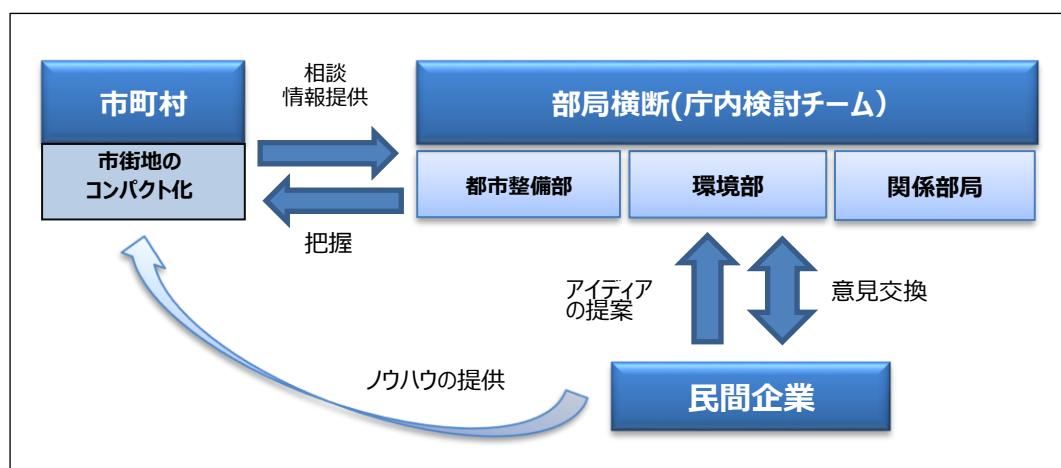 市町村
市街地の
コンパクト化
相談
情報提供
把握
部局横断(庁内検討チーム）
都市整備部
環境部
関係部局
アイディア
の提案
意見交換
ノウハウの提供
民間企業